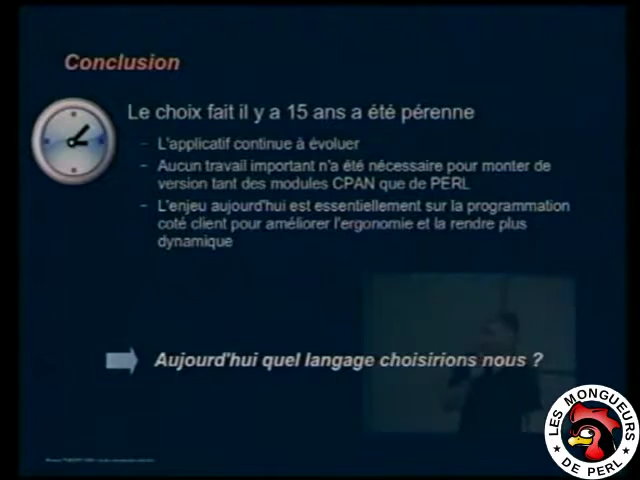 Conclusion
Le choix fait il y a 15 ans a été pérenne
– L'applicatif continue à évoluer
– Aucun travail important n'a été nécessaire pour monter de
version tant des modules CPAN que de PERL
– L'enjeu aujourd'hui est essentiellement sur la programmation
coté client pour améliorer l'ergonomie et la rendre plus
dynamique
Aujourd'hui quel langage choisirions nous ?
LES MONGUEURS
★ DE PERL ★